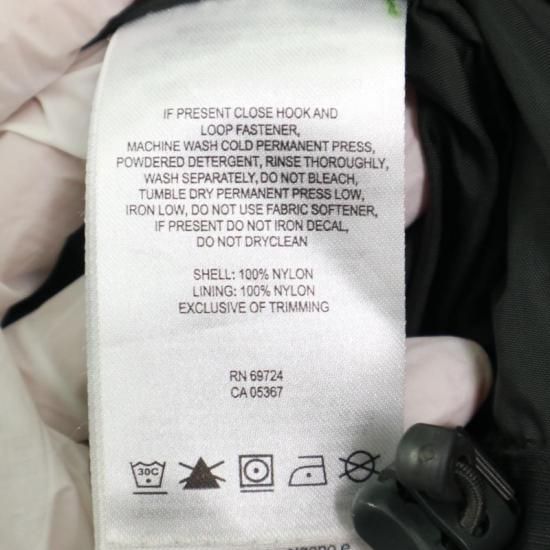 IF PRESENT CLOSE HOOK AND
LOOP FASTENER,
MACHINE WASH COLD PERMANENT PRESS,
POWDERED DETERGENT, RINSE THOROUGHLY,
WASH SEPARATELY, DO NOT BLEACH,
TUMBLE DRY PERMANENT PRESS LOW,
IRON LOW, DO NOT USE FABRIC SOFTENER,
IF PRESENT DO NOT IRON DECAL,
DO NOT DRYCLEAN
SHELL: 100% NYLON
LINING: 100% NYLON
EXCLUSIVE OF TRIMMING
RN 69724
CA 05367
30C